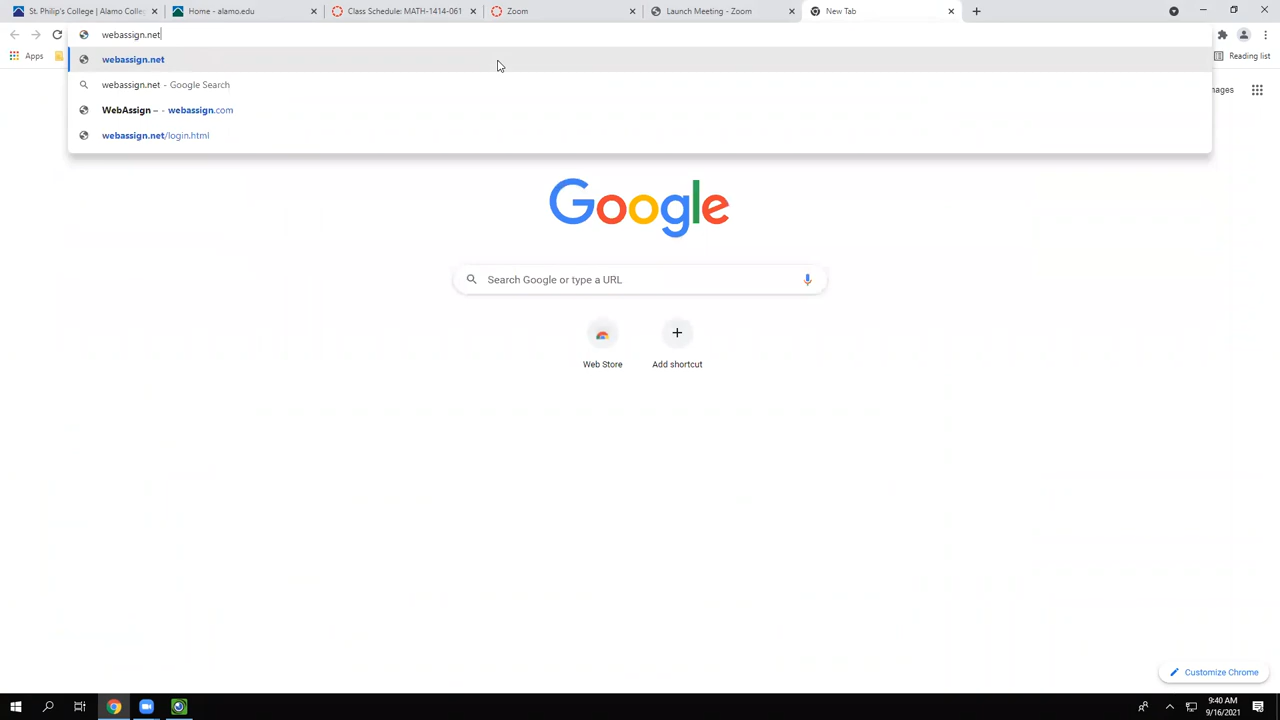 St. Philip's College | Alamo Colleg
Home - alamo.edu
Class Schedule: MATH-1414-061
Zoom
Launch Meeting - Zoom
New Tab
webassign.net
Apps
Reading list
webassign.net
webassign.net - Google Search
WebAssign – - webassign.com
webassign.net/login.html
Google
Search Google or type a URL
Web Store
Add shortcut
Customize Chrome
9:40 AM
9/16/2021